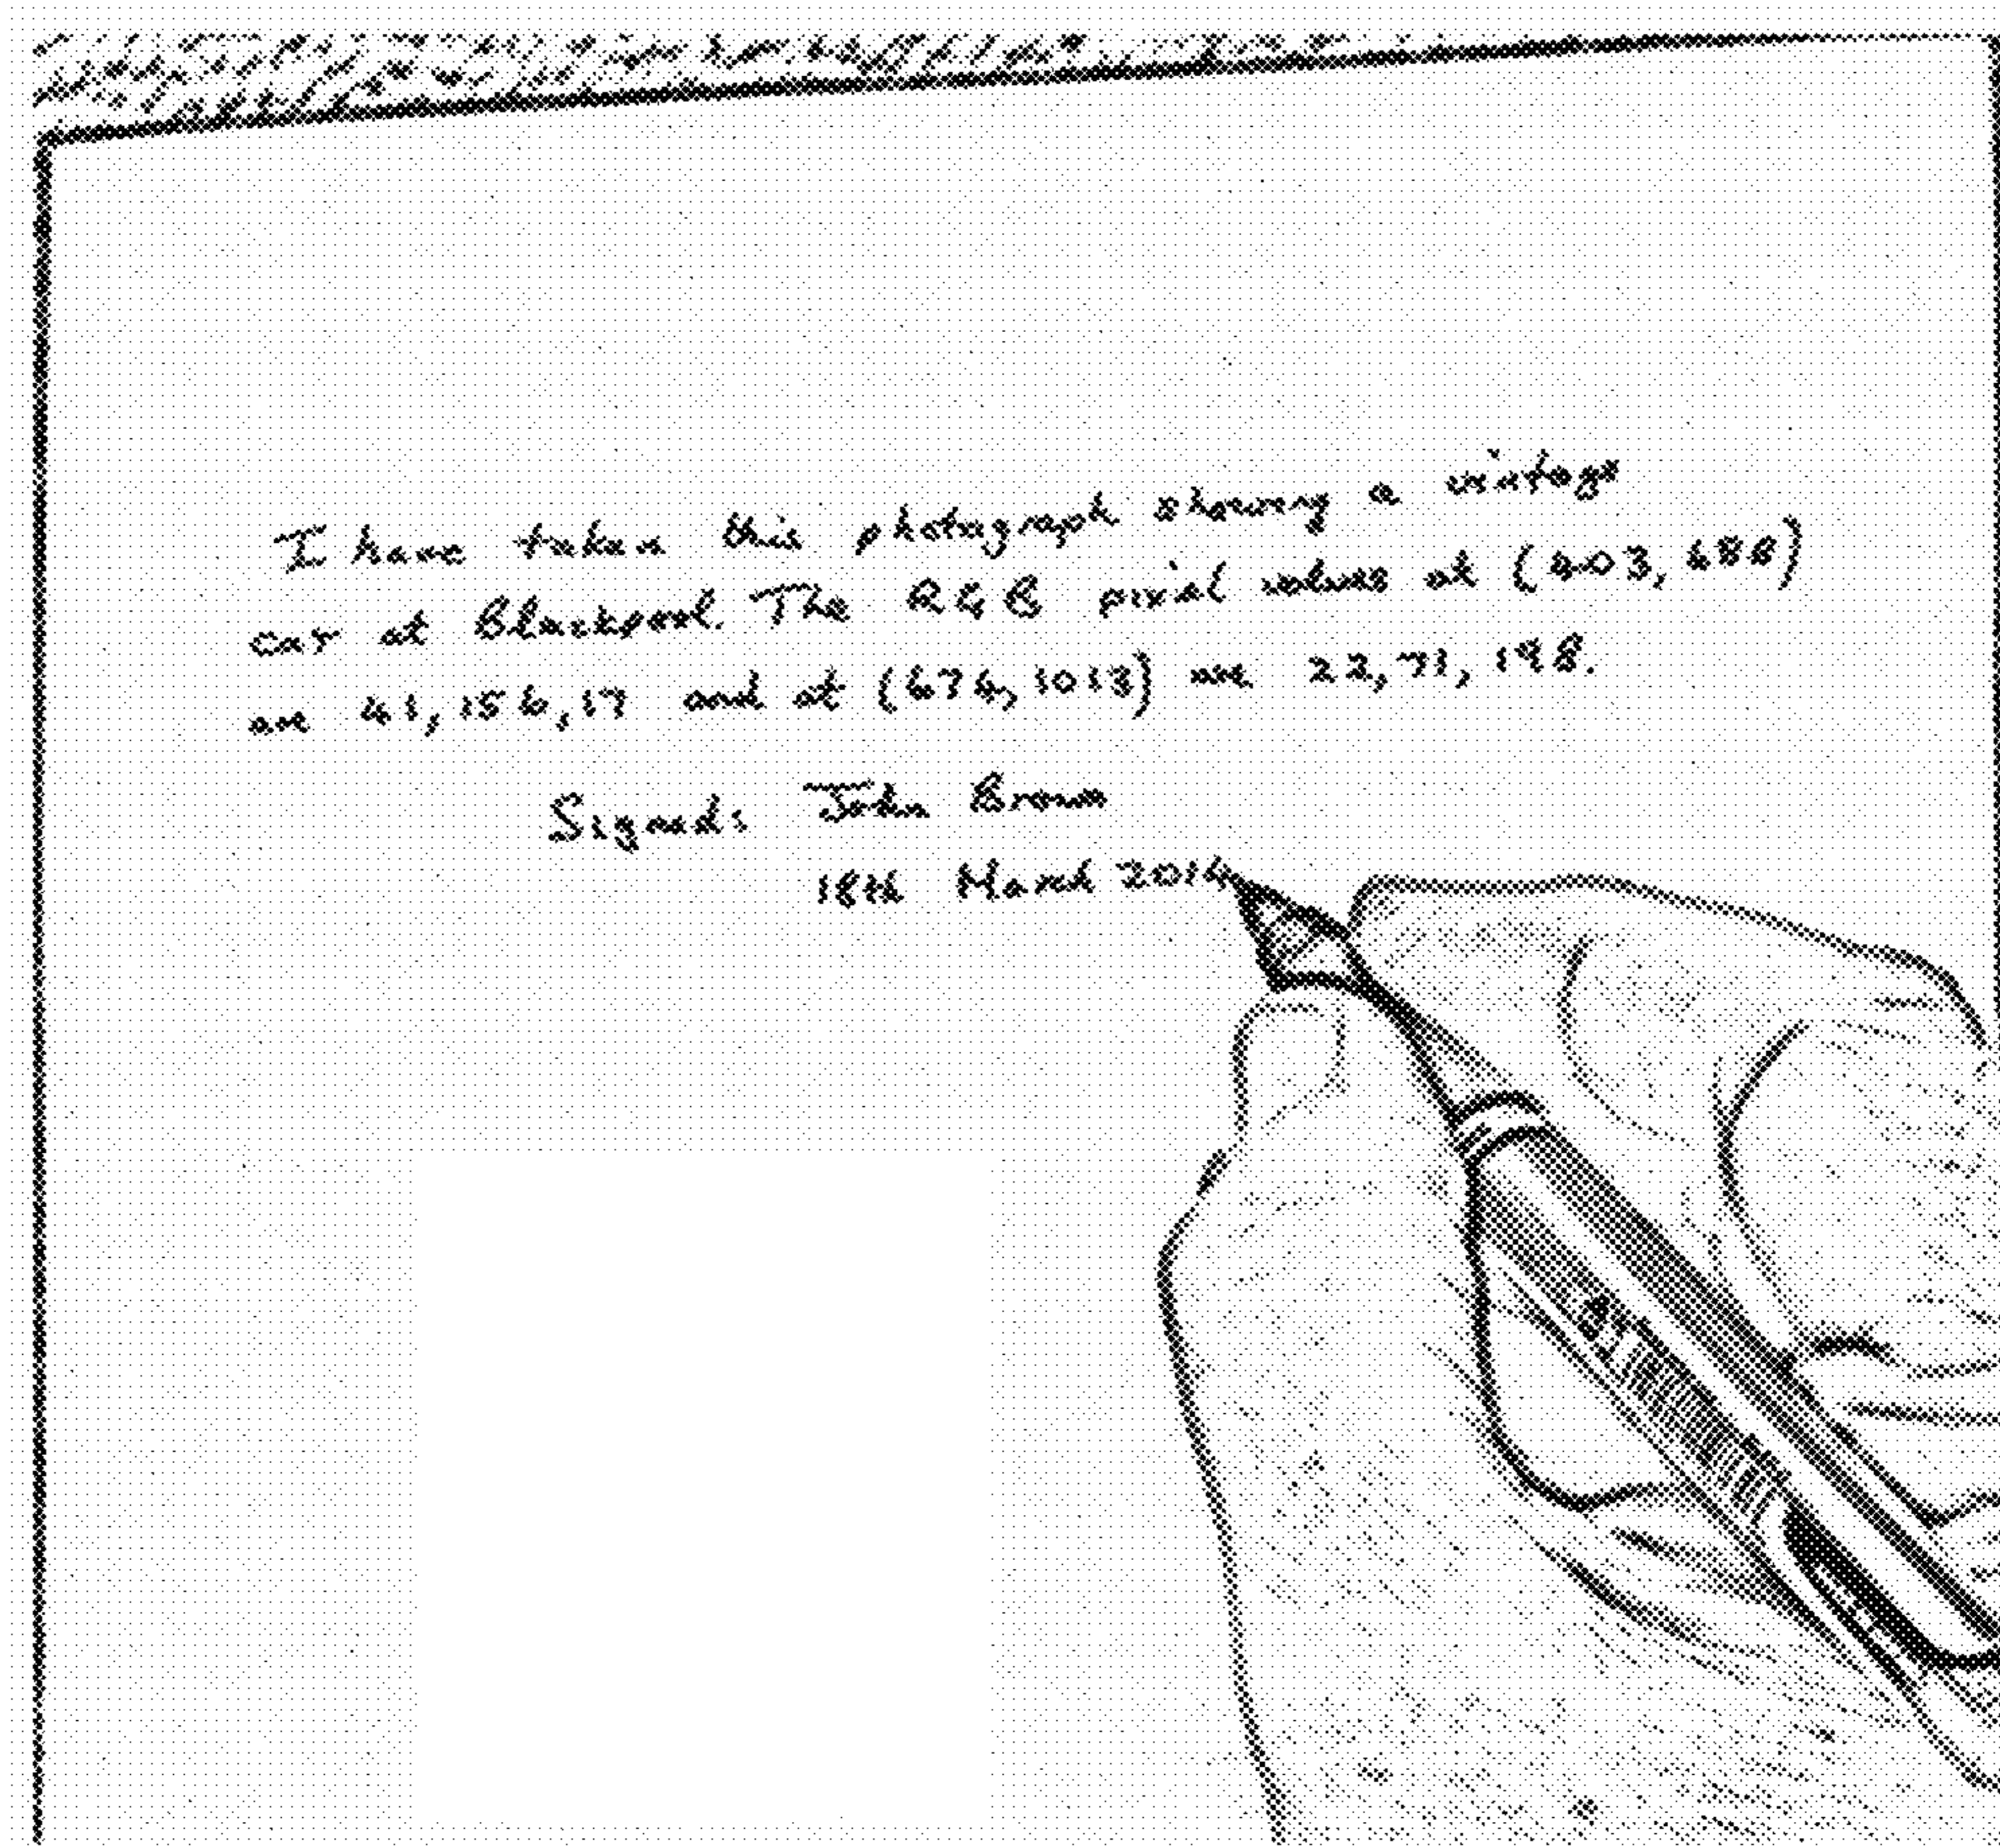 I have taken this photograph showing a vintage
car at Blackpool. The RGB pixel values at (403, 688)
are 41, 156, 17 and at (674, 1013) are 22, 71, 198.
Signed: John Brown
18th March 2014